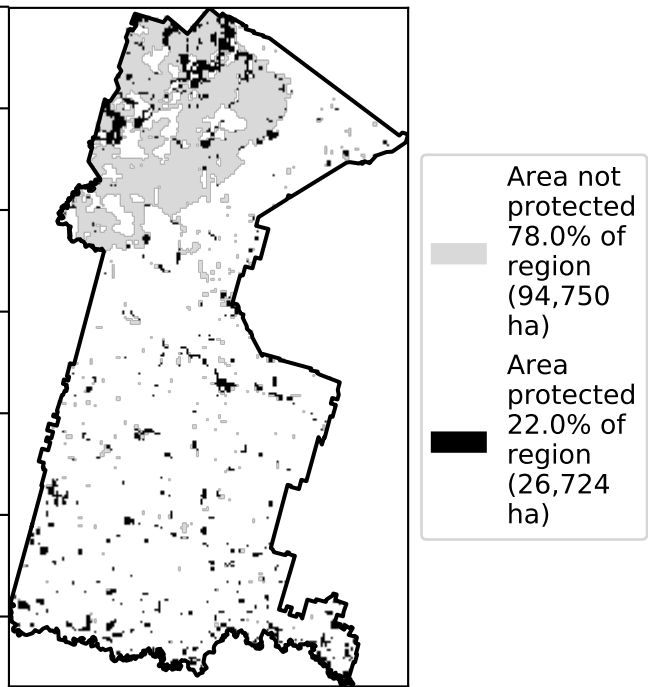 Area not
protected
78.0% of
region
(94,750
ha)
Area
protected
22.0% of
region
(26,724
ha)